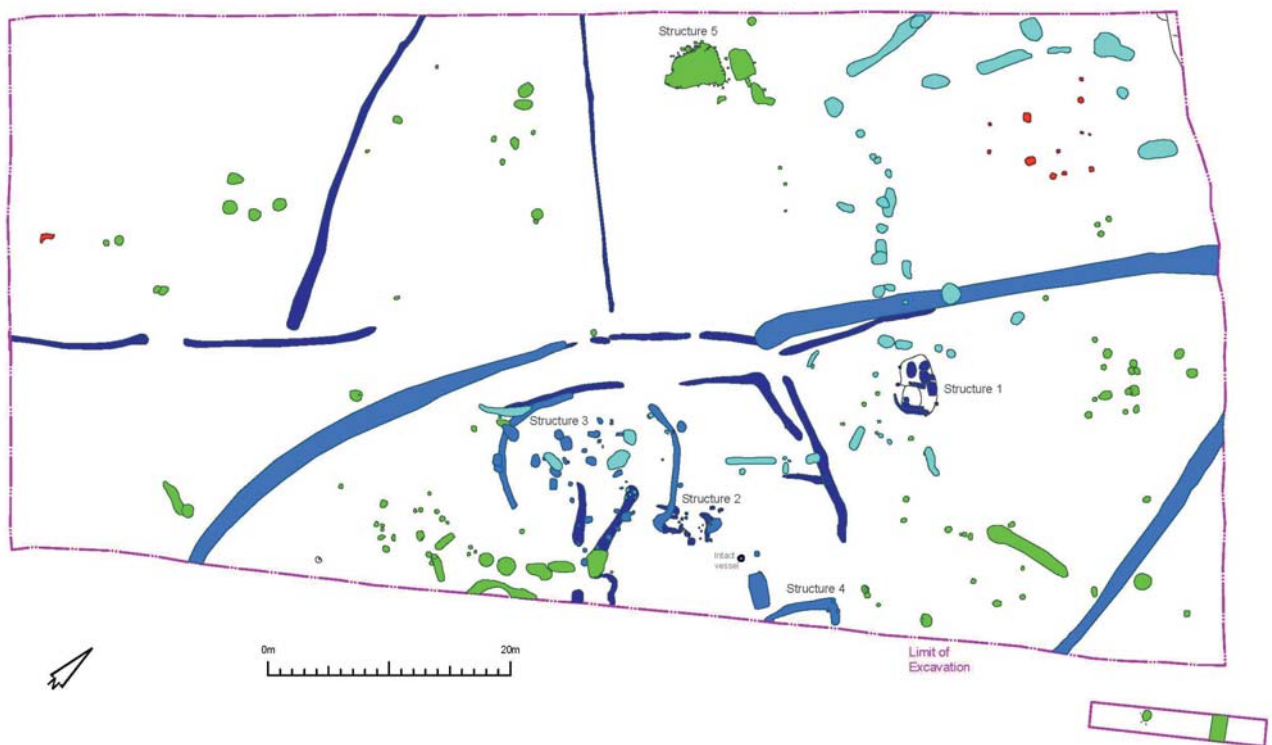 Structure 5
Structure 1
Structure 3
Structure 2
Intact
vessel
Structure 4
0m
20m
Limit of
Excavation